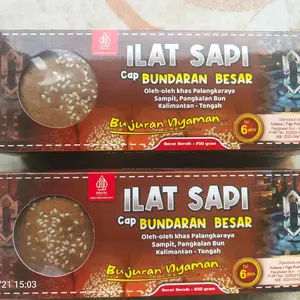 HALAL
ILAT SAPI
Cap BUNDARAN BESAR
Oleh-oleh khas Palangkaraya
Sampit, Pangkalan Bun
Kalimantan - Tengah
Bujuran Nyaman...
Isi
6 pcs
Berat Bersih : 250 gram
HALAL
ILAT SAPI
Cap BUNDARAN BESAR
Oleh-oleh khas Palangkaraya
Sampit, Pangkalan Bun
Kalimantan - Tengah
Bujuran Nyaman...
Isi
6 pcs
Berat Bersih : 250 gram
/21 15:03